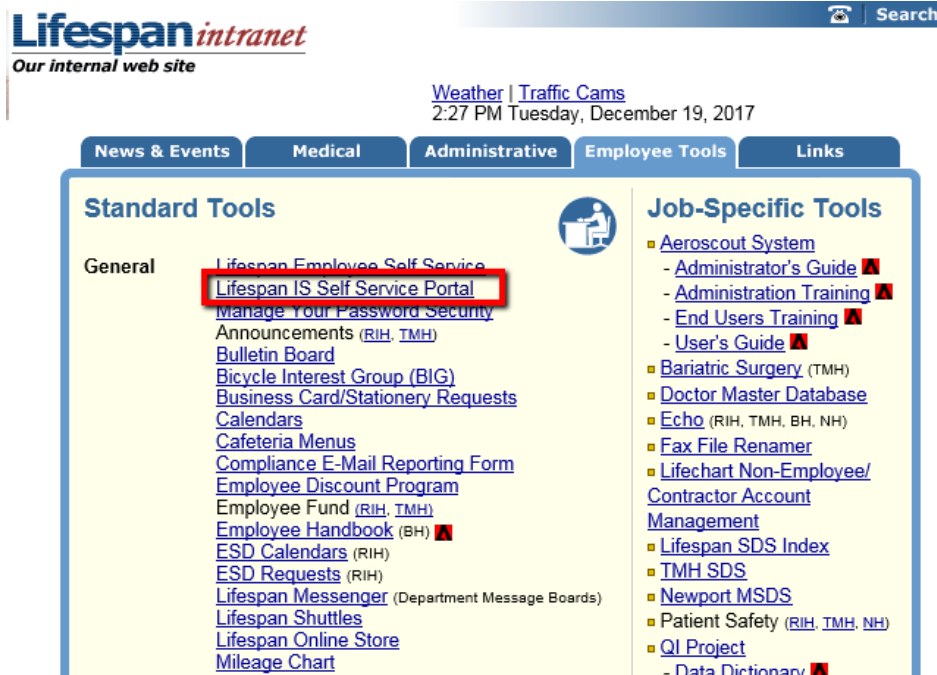 Search
Lifespan intranet
Our internal web site
Weather | Traffic Cams
2:27 PM Tuesday, December 19, 2017
News & Events Medical Administrative Employee Tools Links
Standard Tools
General
Lifespan Employee Self Service
Lifespan IS Self Service Portal
Manage Your Password Security
Announcements (RIH, TMH)
Bulletin Board
Bicycle Interest Group (BIG)
Business Card/Stationery Requests
Calendars
Cafeteria Menus
Compliance E-Mail Reporting Form
Employee Discount Program
Employee Fund (RIH, TMH)
Employee Handbook (BH)
ESD Calendars (RIH)
ESD Requests (RIH)
Lifespan Messenger (Department Message Boards)
Lifespan Shuttles
Lifespan Online Store
Mileage Chart
Job-Specific Tools
Aeroscout System
- Administrator's Guide
- Administration Training
- End Users Training
- User's Guide
Bariatric Surgery (TMH)
Doctor Master Database
Echo (RIH, TMH, BH, NH)
Fax File Renamer
Lifechart Non-Employee/
Contractor Account
Management
Lifespan SDS Index
TMH SDS
Newport MSDS
Patient Safety (RIH, TMH, NH)
QI Project
- Data Dictionary